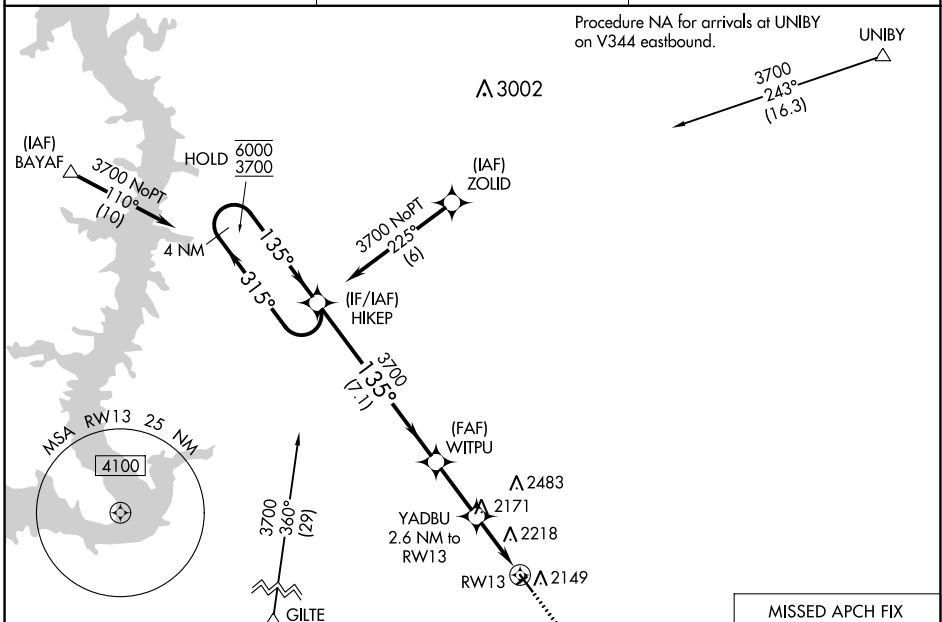 Procedure NA for arrivals at UNIBY
on V344 eastbound.
UNIBY
3700
243°
(16.3)
3002
(IAF)
BAYAF
3700 NoPT
110°
(10)
HOLD
6000
3700
4 NM
135°
315°
(IAF)
ZOLID
3700 NoPT
225°
(6)
(IF/IAF)
HIKEP
3700
135°
(7.1)
(FAF)
WITPU
MSA RW13 25 NM
4100
3700
360°
(29)
GILTE
2483
2171
YADBU
2.6 NM to
RW13
2218
RW13
2149
MISSED APCH FIX